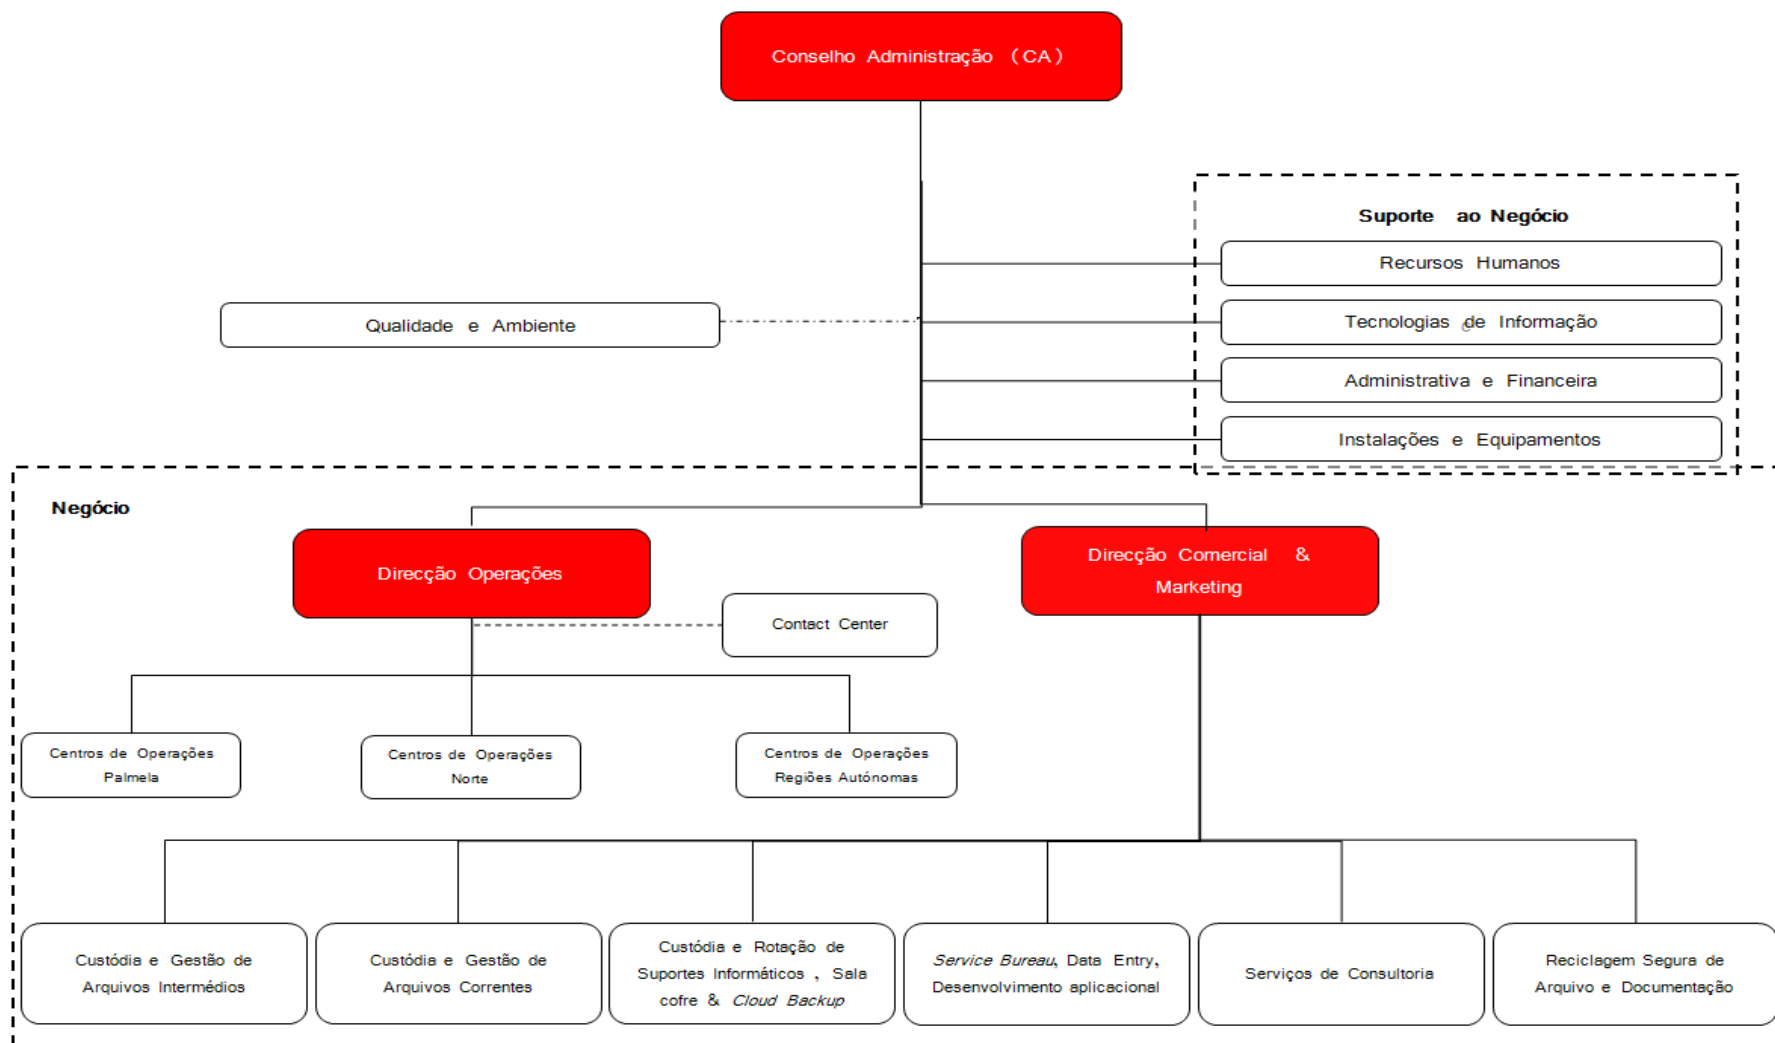 Conselho Administração (CA)
Suporte ao Negócio
Recursos Humanos
Qualidade e Ambiente
Tecnologias de Informação
Administrativa e Financeira
Instalações e Equipamentos
Negócio
Direcção Operações
Direcção Comercial &
Marketing
Contact Center
Centros de Operações
Palmela
Centros de Operações
Norte
Centros de Operações
Regiões Autónomas
Custódia e Gestão de
Arquivos Intermédios
Custódia e Gestão de
Arquivos Correntes
Custódia e Rotação de
Suportes Informáticos , Sala
cofre & Cloud Backup
Service Bureau, Data Entry,
Desenvolvimento aplicacional
Serviços de Consultoria
Reciclagem Segura de
Arquivo e Documentação